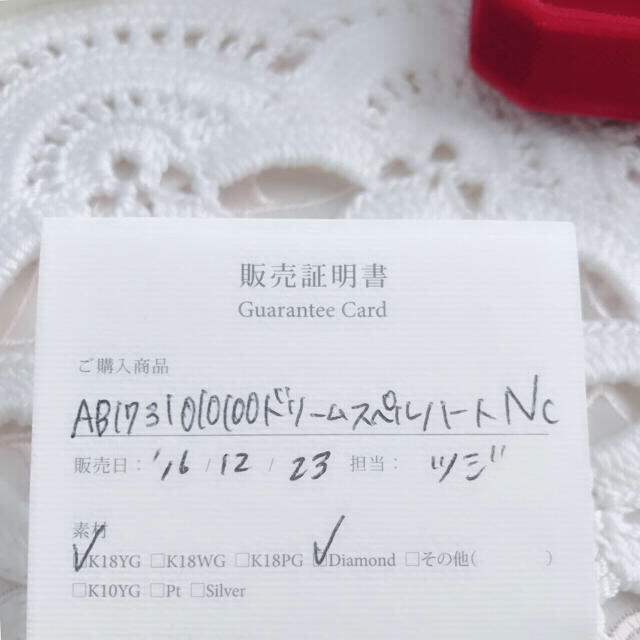 販売証明書
Guarantee Card
ご購入商品
AB1731010100ドリームスペルハートNC
販売日：'16 / 12 / 23 担当： ツジ
素材
✓K18YG □K18WG □K18PG ✓Diamond □その他( )
□K10YG □Pt □Silver